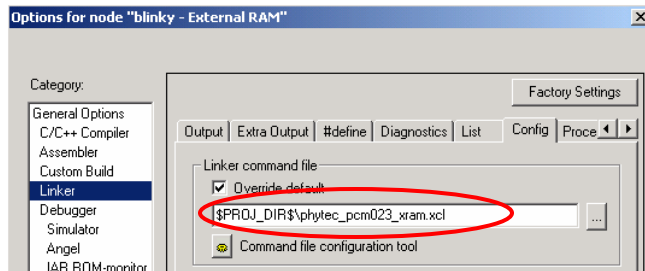 Options for node "blinky - External RAM"
Category:
Factory Settings
General Options
C/C++ Compiler
Assembler
Custom Build
Linker
Debugger
Simulator
Angel
IAR ROM-monitor
Output Extra Output #define Diagnostics List Config Proce
Linker command file
Override default
$PROJ_DIR$\phytec_pcm023_xram.xcl
...
Command file configuration tool